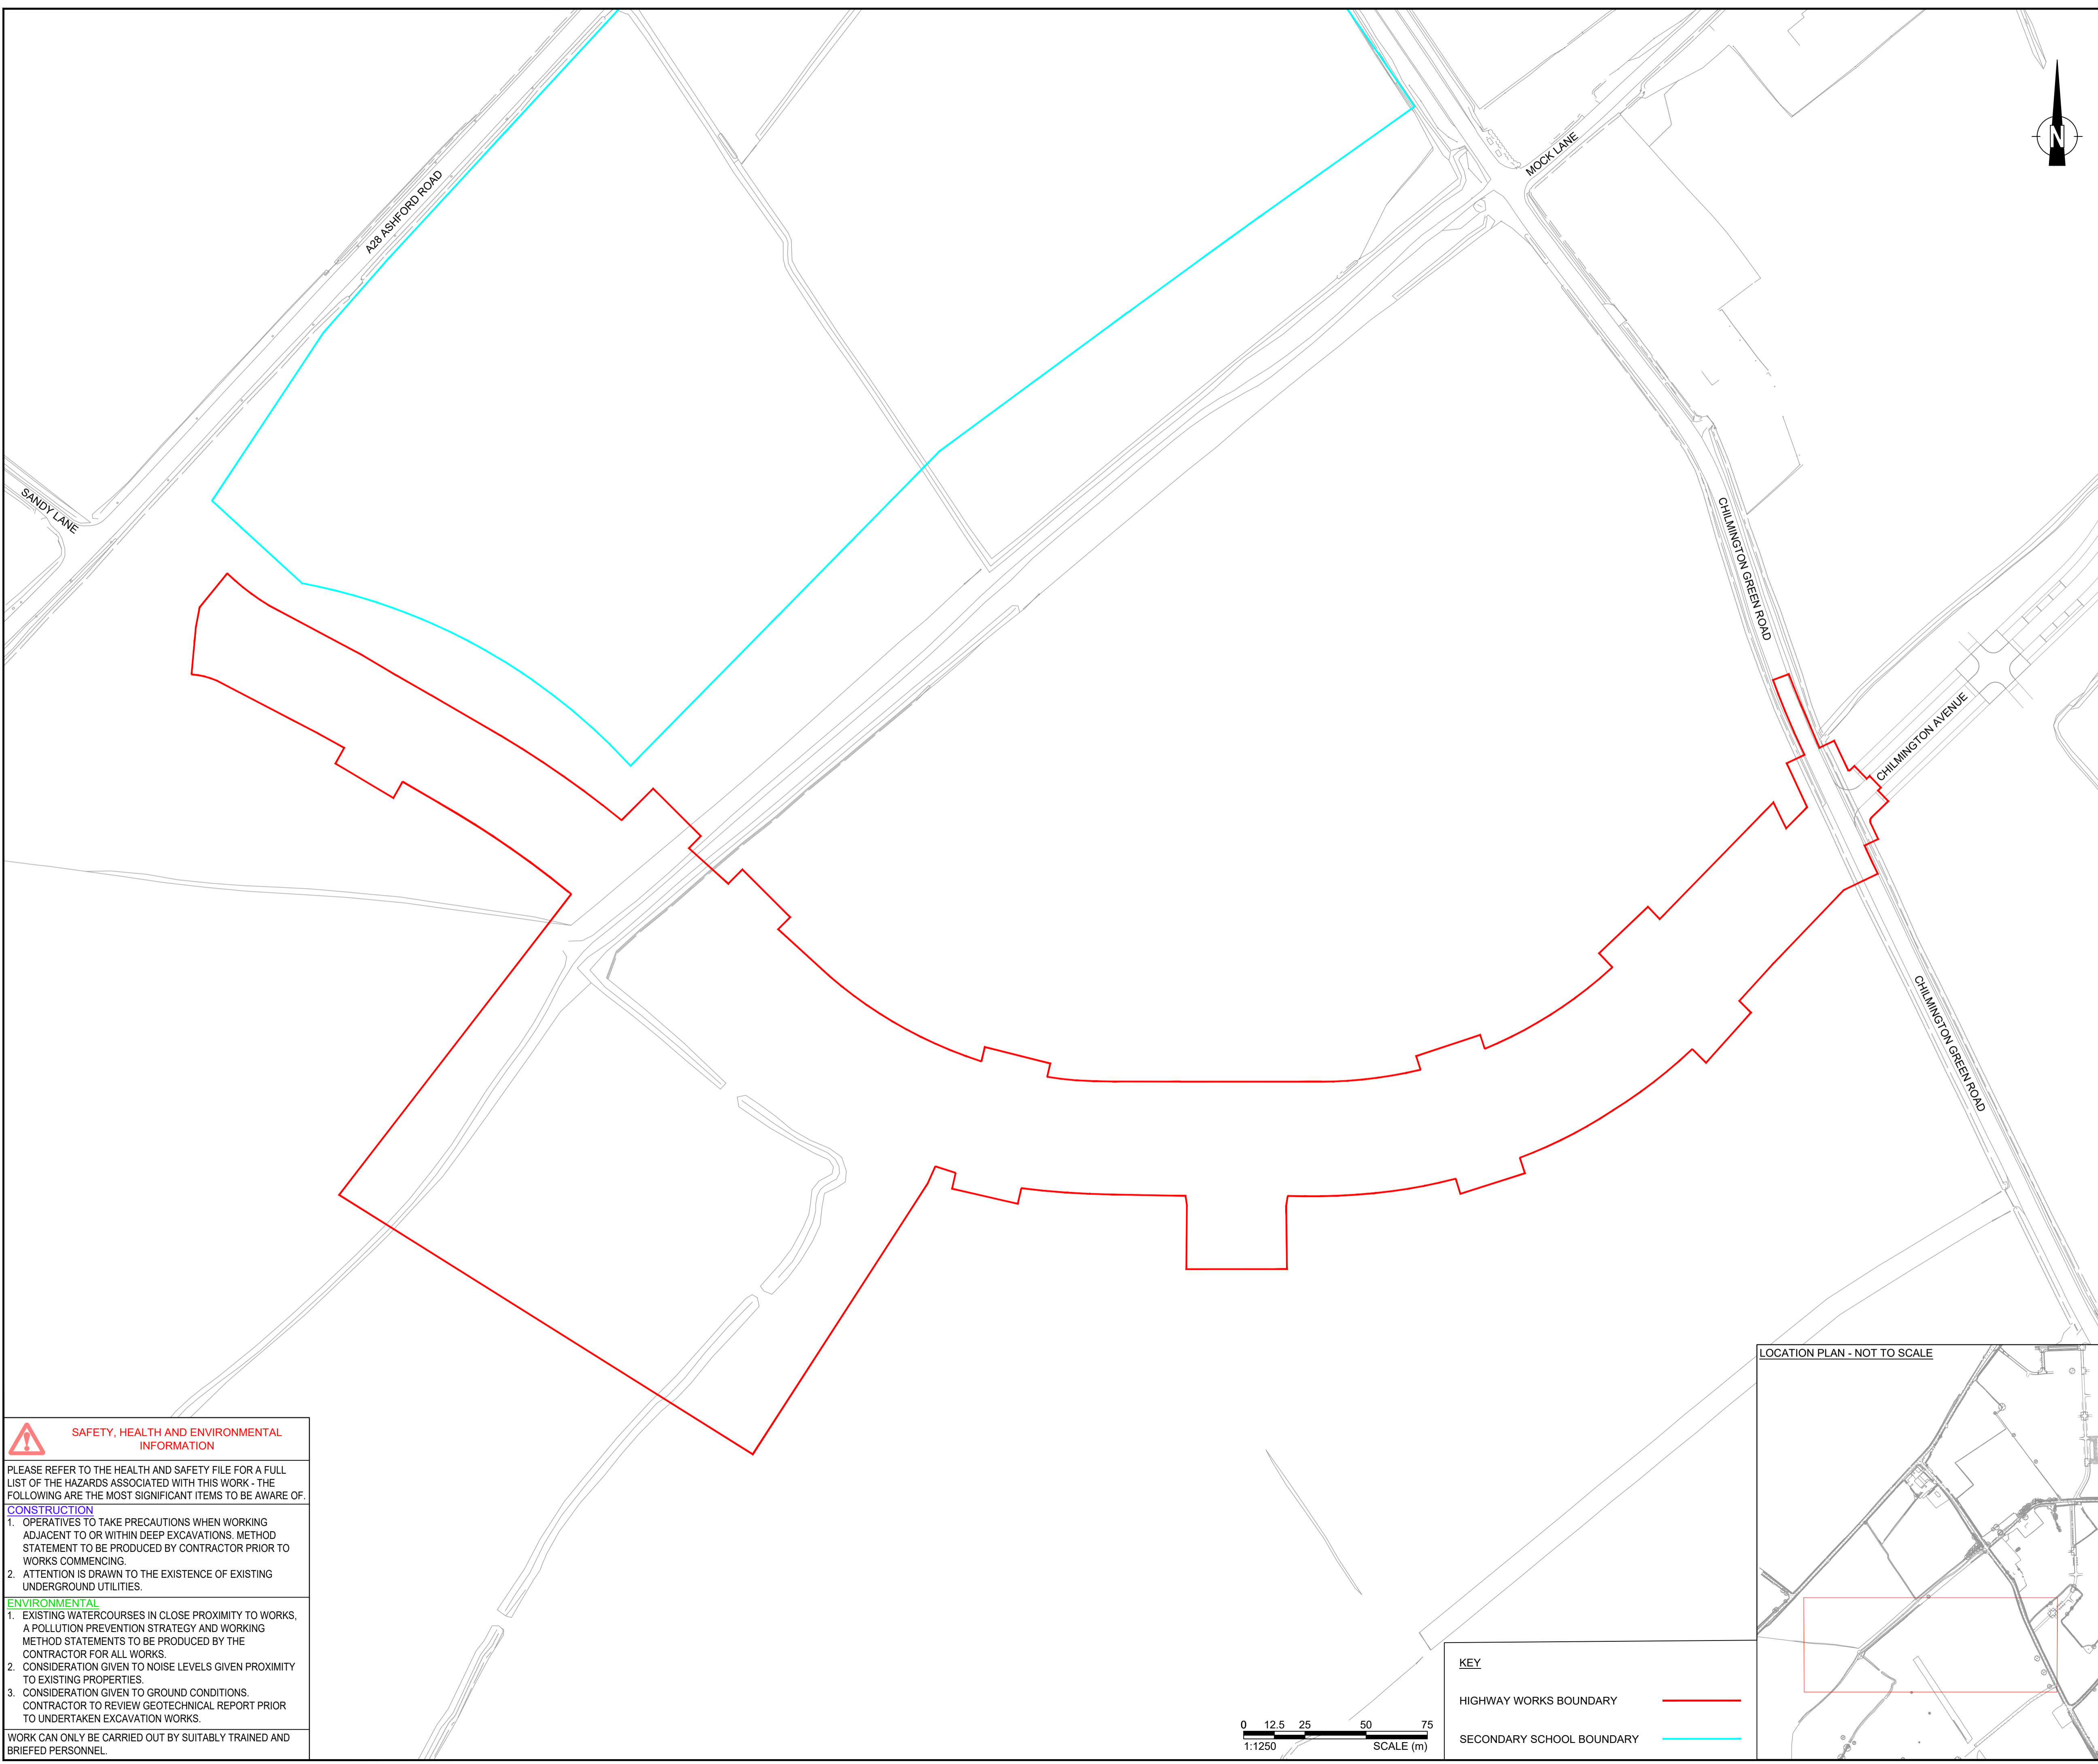 N
MOCK LANE
A28 ASHFORD ROAD
SANDY LANE
CHILMINGTON GREEN ROAD
CHILMINGTON AVENUE
CHILMINGTON GREEN ROAD
LOCATION PLAN - NOT TO SCALE
SAFETY, HEALTH AND ENVIRONMENTAL
INFORMATION
PLEASE REFER TO THE HEALTH AND SAFETY FILE FOR A FULL
LIST OF THE HAZARDS ASSOCIATED WITH THIS WORK - THE
FOLLOWING ARE THE MOST SIGNIFICANT ITEMS TO BE AWARE OF.
CONSTRUCTION
1. OPERATIVES TO TAKE PRECAUTIONS WHEN WORKING
ADJACENT TO OR WITHIN DEEP EXCAVATIONS. METHOD
STATEMENT TO BE PRODUCED BY CONTRACTOR PRIOR TO
WORKS COMMENCING.
2. ATTENTION IS DRAWN TO THE EXISTENCE OF EXISTING
UNDERGROUND UTILITIES.
ENVIRONMENTAL
1. EXISTING WATERCOURSES IN CLOSE PROXIMITY TO WORKS,
A POLLUTION PREVENTION STRATEGY AND WORKING
METHOD STATEMENTS TO BE PRODUCED BY THE
CONTRACTOR FOR ALL WORKS.
2. CONSIDERATION GIVEN TO NOISE LEVELS GIVEN PROXIMITY
TO EXISTING PROPERTIES.
3. CONSIDERATION GIVEN TO GROUND CONDITIONS.
CONTRACTOR TO REVIEW GEOTECHNICAL REPORT PRIOR
TO UNDERTAKEN EXCAVATION WORKS.
WORK CAN ONLY BE CARRIED OUT BY SUITABLY TRAINED AND
BRIEFED PERSONNEL.
0 12.5 25 50 75
1:1250 SCALE (m)
KEY
HIGHWAY WORKS BOUNDARY
SECONDARY SCHOOL BOUNDARY